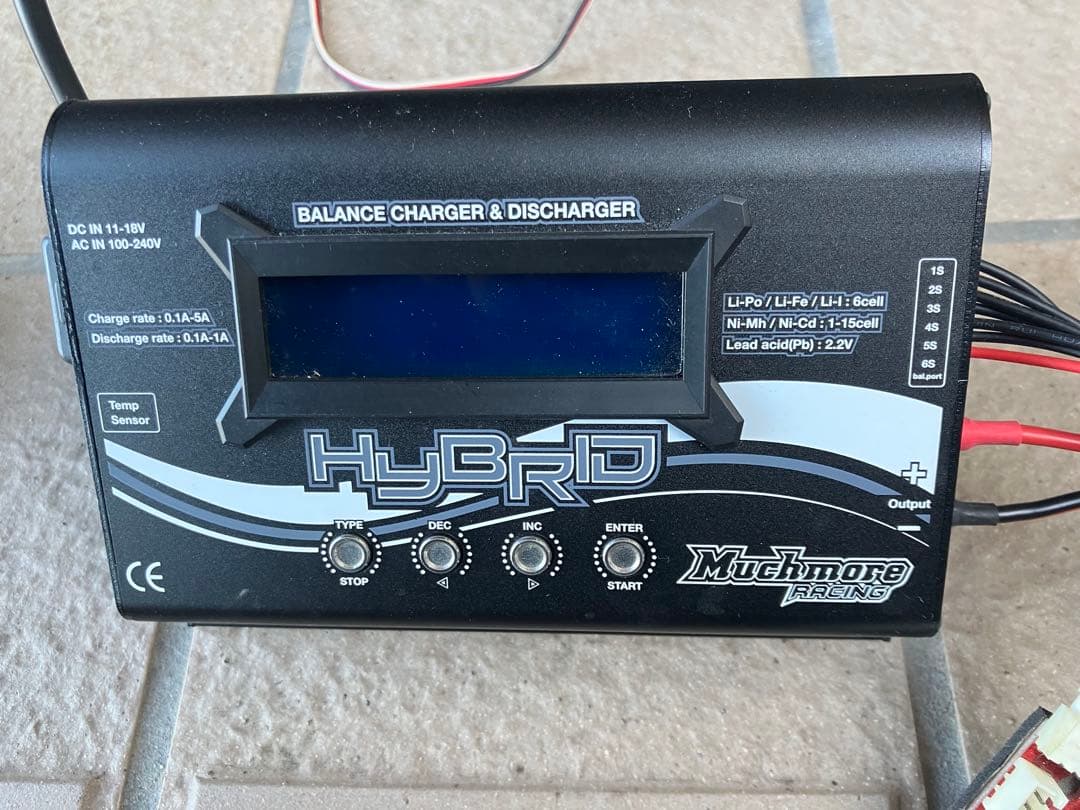 BALANCE CHARGER & DISCHARGER
DC IN 11-18V
AC IN 100-240V
Charge rate : 0.1A-5A
Discharge rate : 0.1A-1A
Li-Po / Li-Fe / Li-I : 6cell
Ni-Mh / Ni-Cd : 1-15cell
Lead acid(Pb) : 2.2V
1S
2S
3S
4S
5S
6S
bal.port
Temp
Sensor
HYBRID
+
Output
−
TYPE
STOP
DEC
INC
ENTER
START
CE
Muchmore
RACING